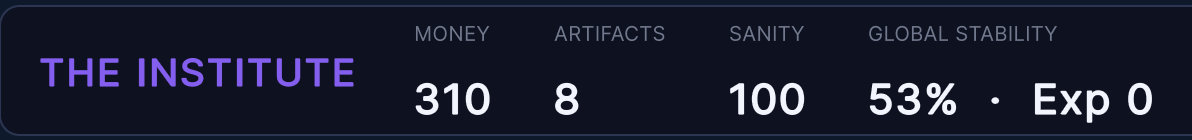 THE INSTITUTE
MONEY
310
ARTIFACTS
8
SANITY
100
GLOBAL STABILITY
53% · Exp 0